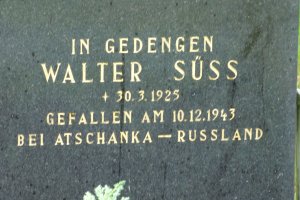 IN GEDENGEN
WALTER SÜSS
+ 30.3.1925
GEFALLEN AM 10.12.1943
BEI ATSCHANKA — RUSSLAND